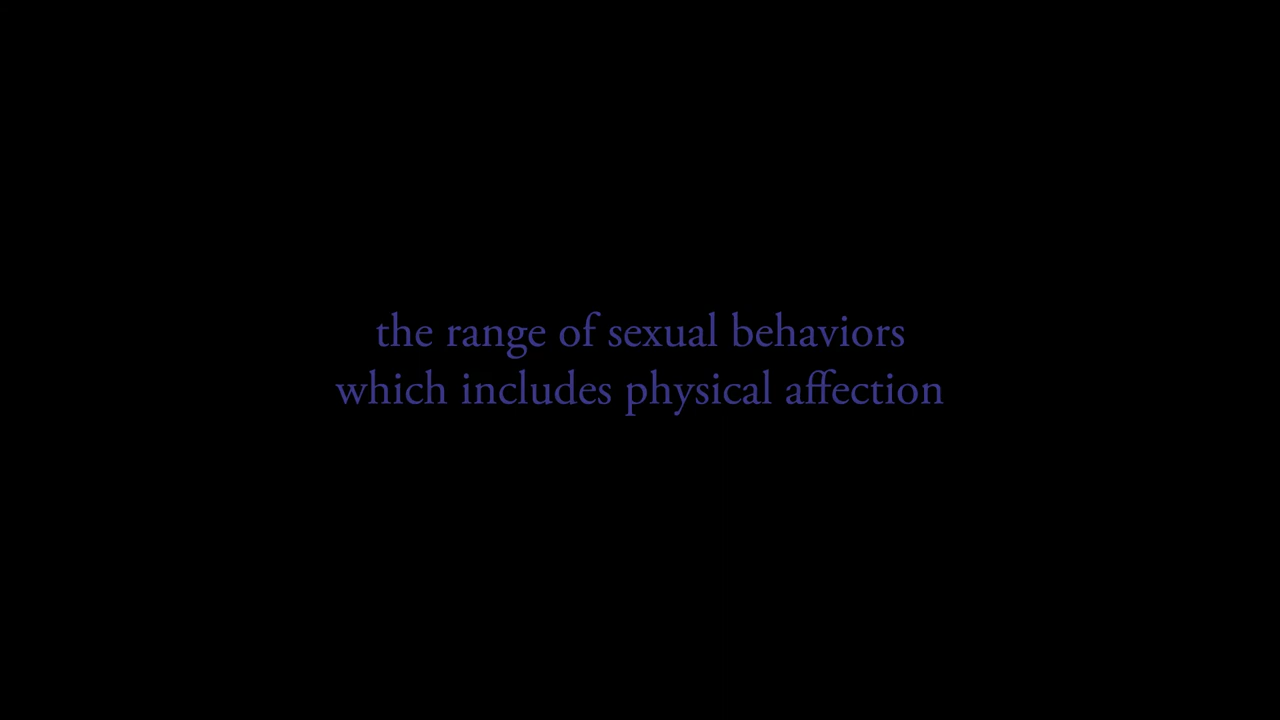 the range of sexual behaviors
which includes physical affection